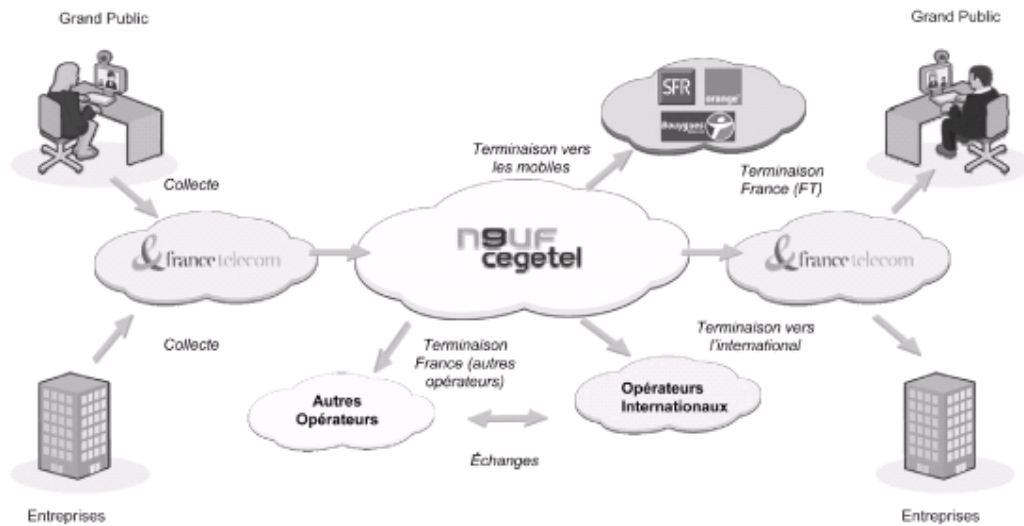 Grand Public
Grand Public
SFR
orange
Bouygues
Terminaison vers
les mobiles
Terminaison
France (FT)
Collecte
neuf
cegetel
& france telecom
& france telecom
Collecte
Terminaison
France (autres
opérateurs)
Terminaison vers
l'international
Autres
Opérateurs
Opérateurs
Internationaux
Échanges
Entreprises
Entreprises